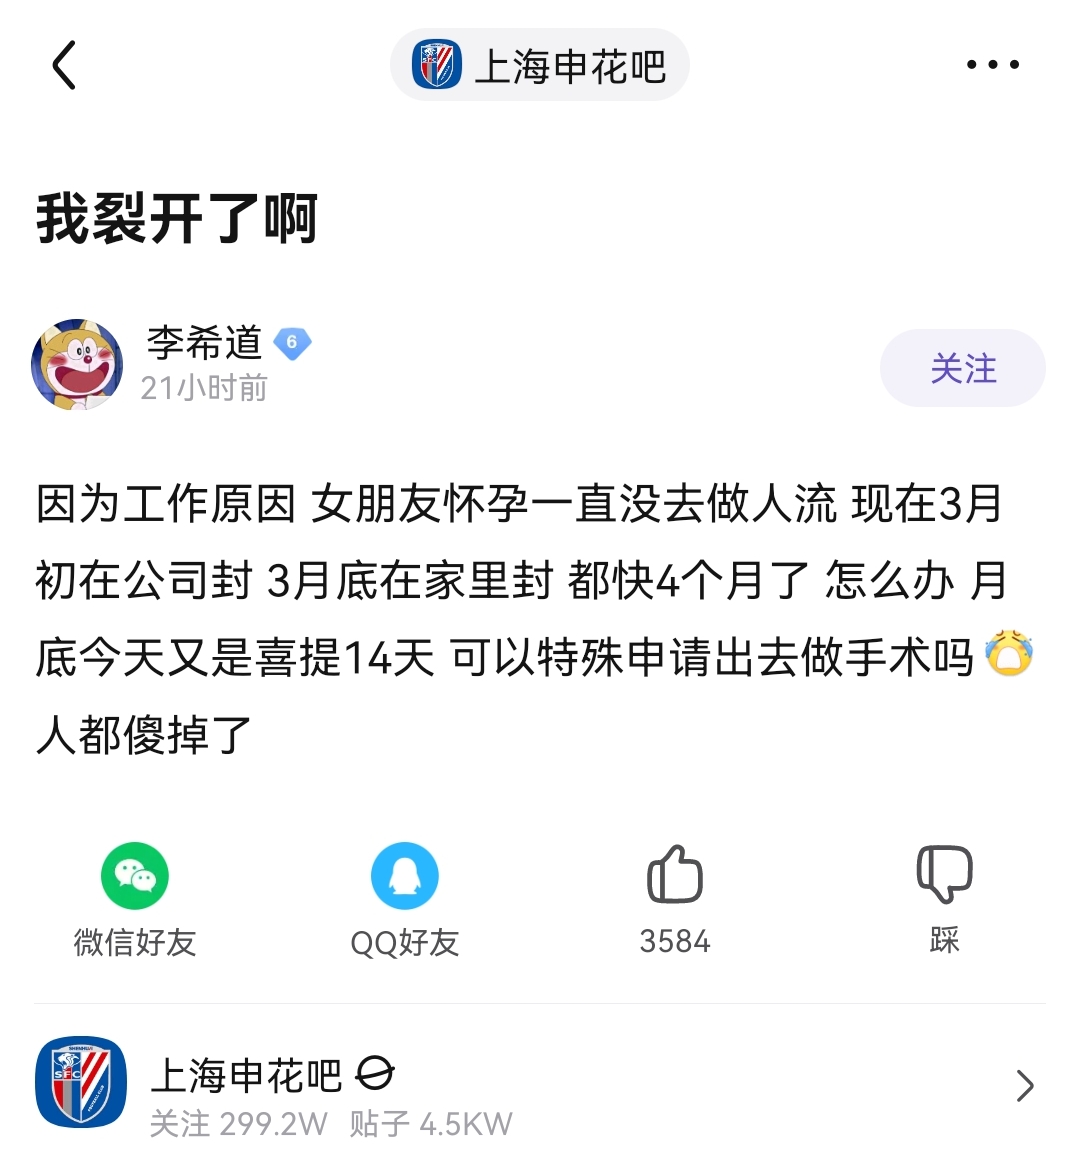 上海申花吧
我裂开了啊
李希道 6
21小时前
关注
因为工作原因 女朋友怀孕一直没去做人流 现在3月
初在公司封 3月底在家里封 都快4个月了 怎么办 月
底今天又是喜提14天 可以特殊申请出去做手术吗😭
人都傻掉了
微信好友 QQ好友 3584 踩
SHENHUA
SFC
上海申花吧
关注 299.2W 贴子 4.5KW